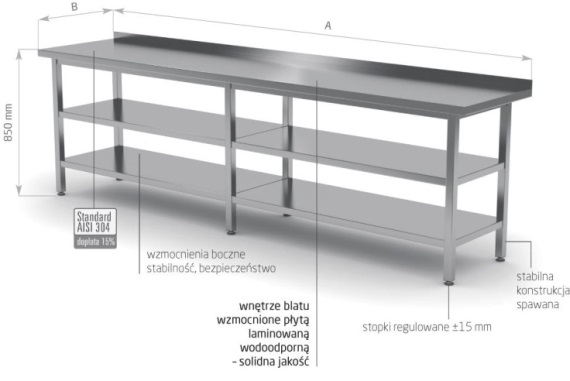 B
A
850 mm
Standard
AISI 304
dopłata 15%
wzmocnienia boczne
stabilność, bezpieczeństwo
wnętrze blatu
wzmocnione płytą
laminowaną
wodoodporną
– solidna jakość
stopki regulowane ±15 mm
stabilna
konstrukcja
spawana